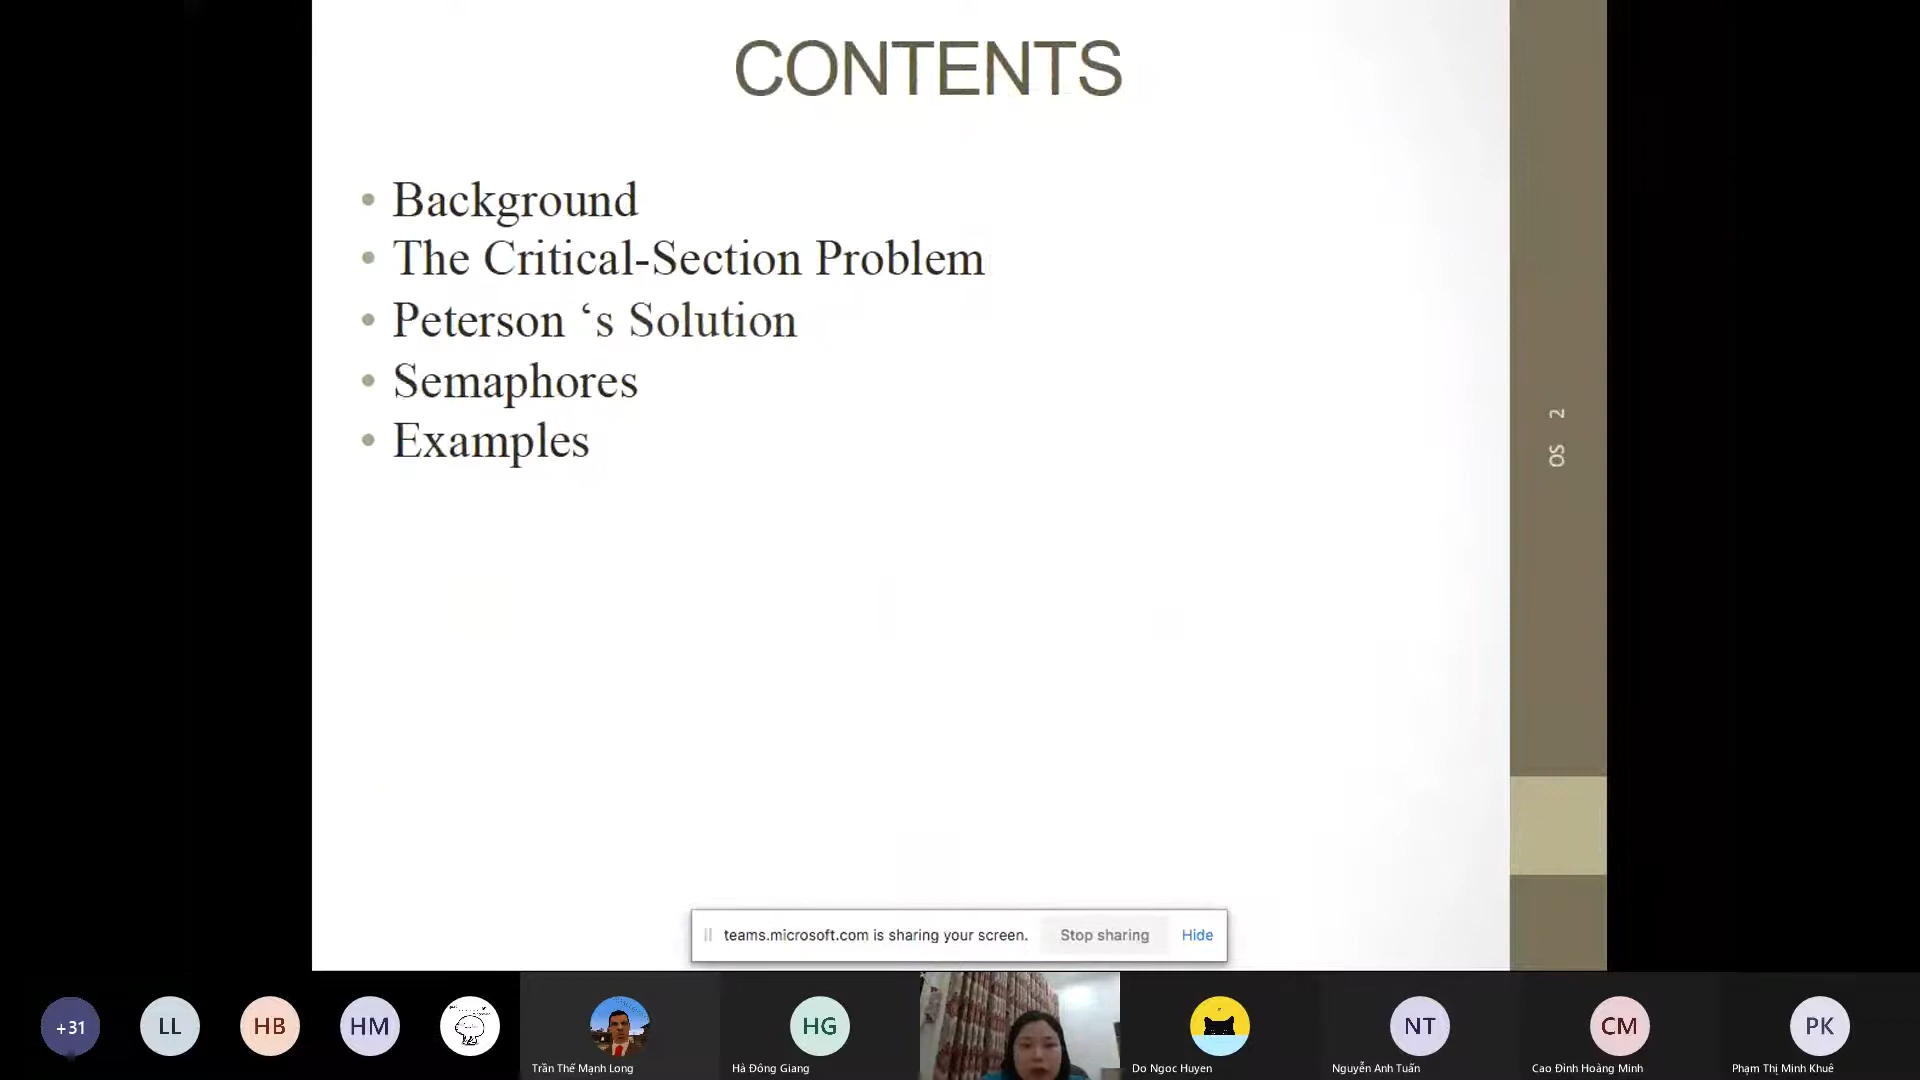 CONTENTS
• Background
• The Critical-Section Problem
• Peterson ‘s Solution
• Semaphores
• Examples
OS 2
teams.microsoft.com is sharing your screen. Stop sharing Hide
+31 LL HB HM HG NT CM PK
Trần Thế Mạnh Long Hà Đông Giang Do Ngoc Huyen Nguyễn Anh Tuấn Cao Đình Hoàng Minh Phạm Thị Minh Khuê